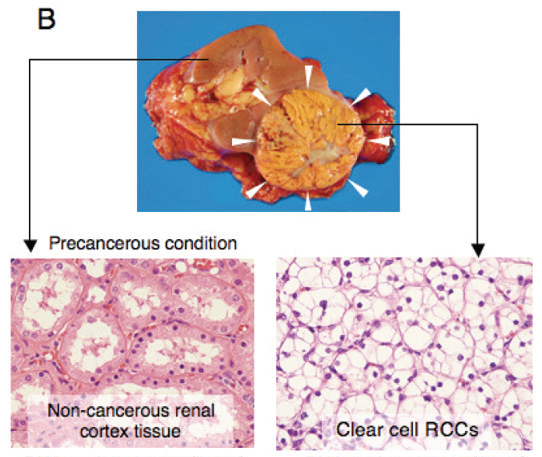 B
Precancerous condition
Non-cancerous renal
cortex tissue
Clear cell RCCs